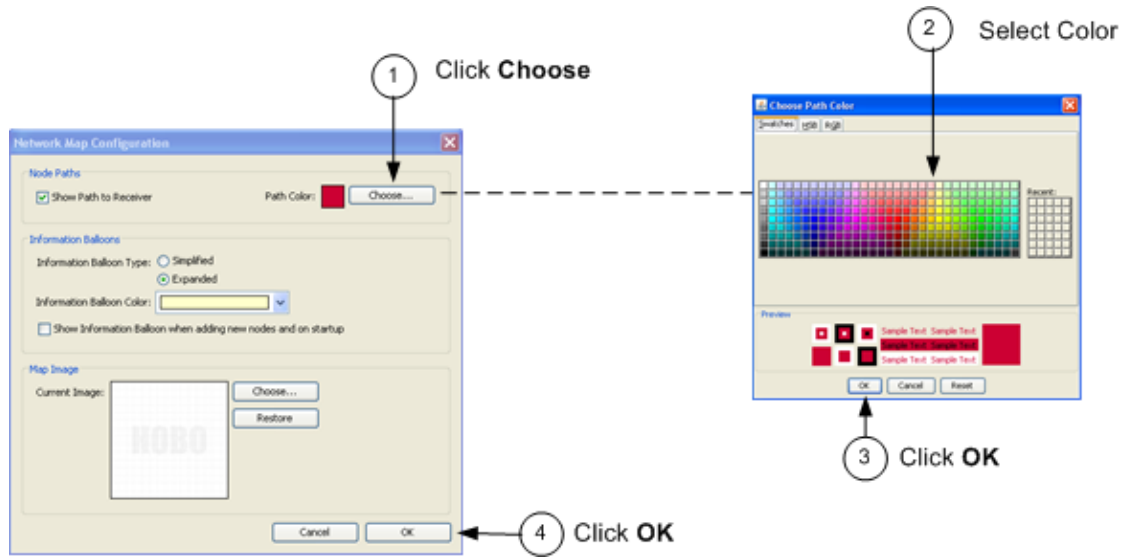 2 Select Color
1 Click Choose
Network Map Configuration
Node Paths
Show Path to Receiver Path Color: Choose...
Information Balloons
Information Balloon Type: Simplified
Expanded
Information Balloon Color:
Show Information Balloon when adding new nodes and on startup
Map Image
Current Image: Choose...
Restore
HOBO
Cancel OK
4 Click OK
Choose Path Color
Swatches HSB RGB
Recent:
Preview
Sample Text Sample Text
Sample Text Sample Text
Sample Text Sample Text
OK Cancel Reset
3 Click OK